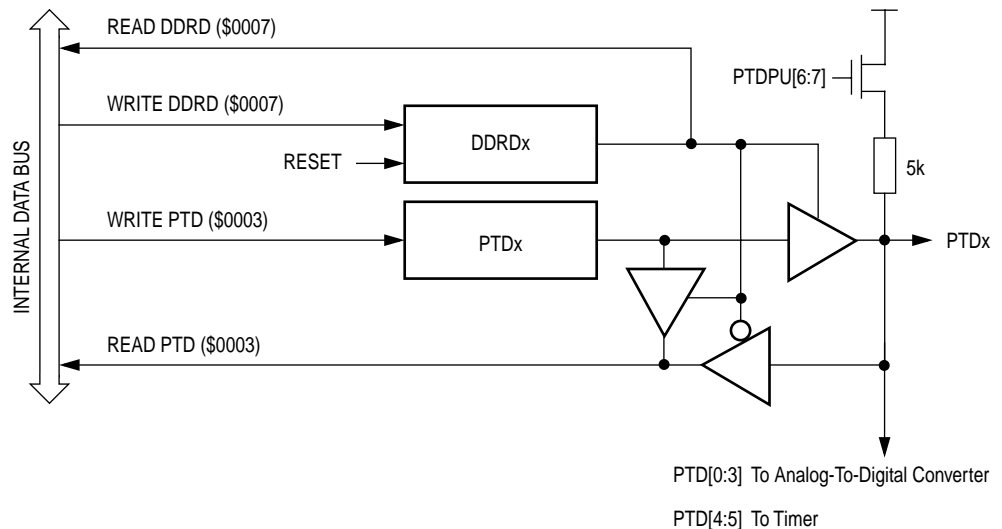 READ DDRD ($0007)
PTDPU[6:7]
WRITE DDRD ($0007)
DDRDx
RESET
5k
INTERNAL DATA BUS
WRITE PTD ($0003)
PTDx
PTDx
READ PTD ($0003)
PTD[0:3] To Analog-To-Digital Converter
PTD[4:5] To Timer